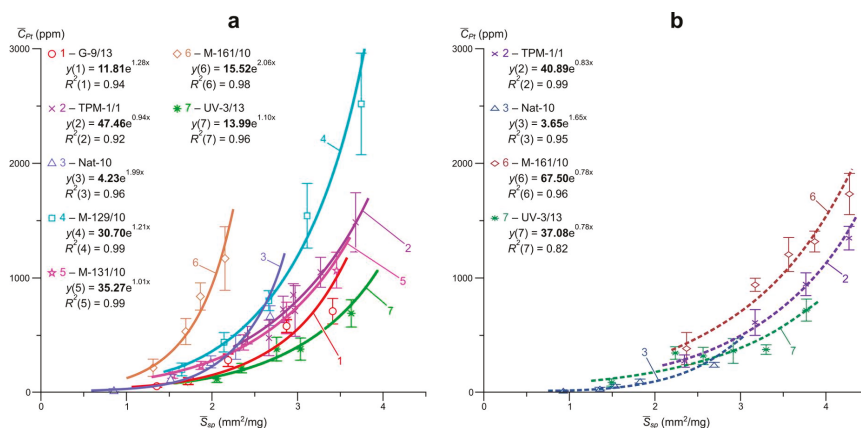 a
C̅Pt (ppm)
3000
2000
1000
0
1 – G-9/13
y(1) = 11.81e^1.28x
R²(1) = 0.94
2 – TPM-1/1
y(2) = 47.46e^0.94x
R²(2) = 0.92
3 – Nat-10
y(3) = 4.23e^1.99x
R²(3) = 0.96
4 – M-129/10
y(4) = 30.70e^1.21x
R²(4) = 0.99
5 – M-131/10
y(5) = 35.27e^1.01x
R²(5) = 0.99
6 – M-161/10
y(6) = 15.52e^2.06x
R²(6) = 0.98
7 – UV-3/13
y(7) = 13.99e^1.10x
R²(7) = 0.96
4
2
3
6
5
7
1
0 1 2 3 4
S̅sp (mm²/mg)
b
C̅Pt (ppm)
3000
2000
1000
0
2 – TPM-1/1
y(2) = 40.89e^0.83x
R²(2) = 0.99
3 – Nat-10
y(3) = 3.65e^1.65x
R²(3) = 0.95
6 – M-161/10
y(6) = 67.50e^0.78x
R²(6) = 0.96
7 – UV-3/13
y(7) = 37.08e^0.78x
R²(7) = 0.82
6
2
3
7
0 1 2 3 4
S̅sp (mm²/mg)